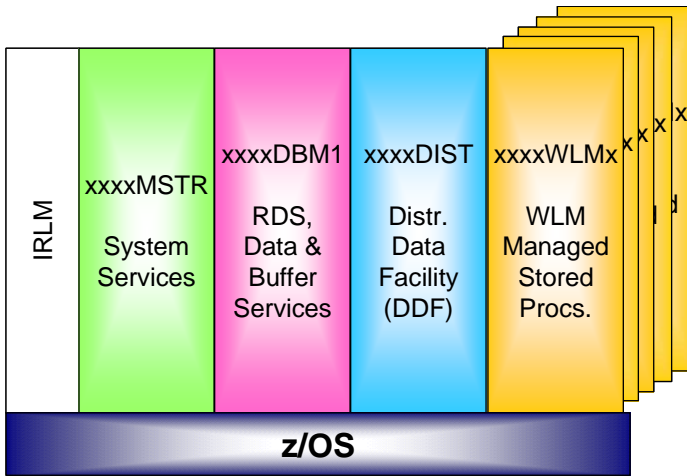 IRLM
xxxxMSTR
System
Services
xxxxDBM1
RDS,
Data &
Buffer
Services
xxxxDIST
Distr.
Data
Facility
(DDF)
xxxxWLMx
WLM
Managed
Stored
Procs.
x
x
x
x
d
z/OS